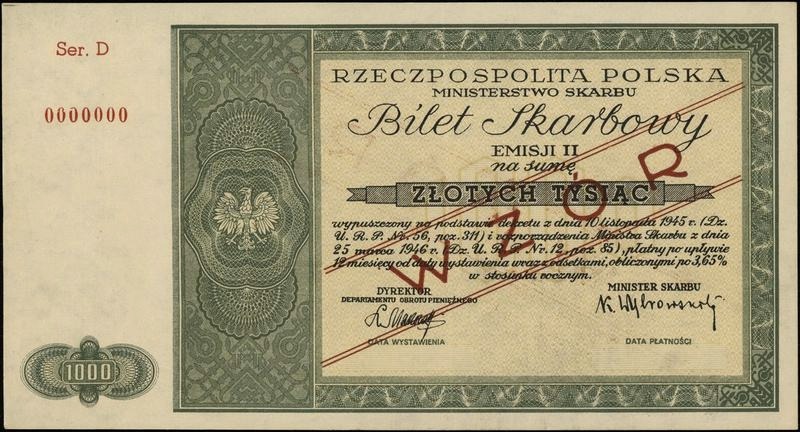 Ser. D
0000000
RZECZPOSPOLITA POLSKA
MINISTERSTWO SKARBU
Bilet Skarbowy
EMISJI II
na sumę
ZŁOTYCH TYSIĄC
wypuszczony na podstawie dekretu z dnia 10 listopada 1945 r. (Dz.
U. R. P. Nr. 56, poz. 311) i rozporządzenia Ministra Skarbu z dnia
25 marca 1946 r. (Dz. U. R. P. Nr. 12, poz. 85), płatny po upływie
12 miesięcy od daty wystawienia wraz z odsetkami, obliczonymi po 3,65%
w stosunku rocznym.
WZÓR
DYREKTOR
DEPARTAMENTU OBROTU PIENIĘŻNEGO
MINISTER SKARBU
DATA WYSTAWIENIA
DATA PŁATNOŚCI
1000